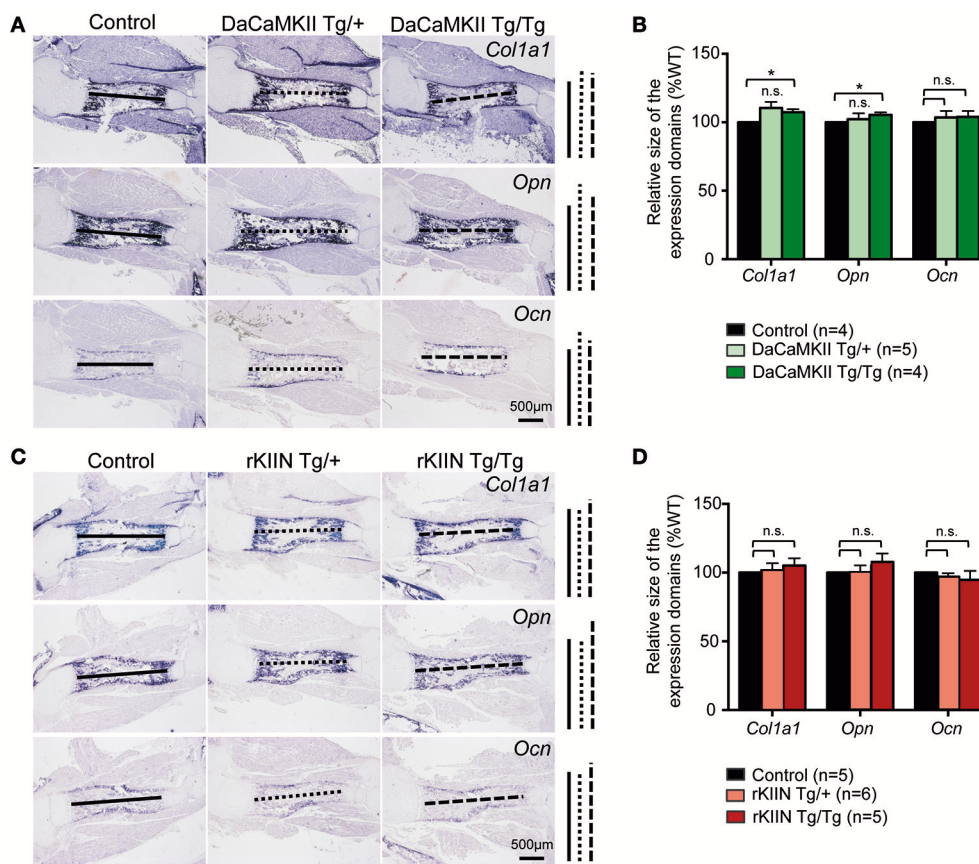 A
Control
DaCaMKII Tg/+
DaCaMKII Tg/Tg
Col1a1
Opn
Ocn
500μm
B
Relative size of the
expression domains (%WT)
150
100
50
0
*
n.s.
*
n.s.
n.s.
Col1a1
Opn
Ocn
Control (n=4)
DaCaMKII Tg/+ (n=5)
DaCaMKII Tg/Tg (n=4)
C
Control
rKIIN Tg/+
rKIIN Tg/Tg
Col1a1
Opn
Ocn
500μm
D
Relative size of the
expression domains (%WT)
150
100
50
0
n.s.
n.s.
n.s.
Col1a1
Opn
Ocn
Control (n=5)
rKIIN Tg/+ (n=6)
rKIIN Tg/Tg (n=5)